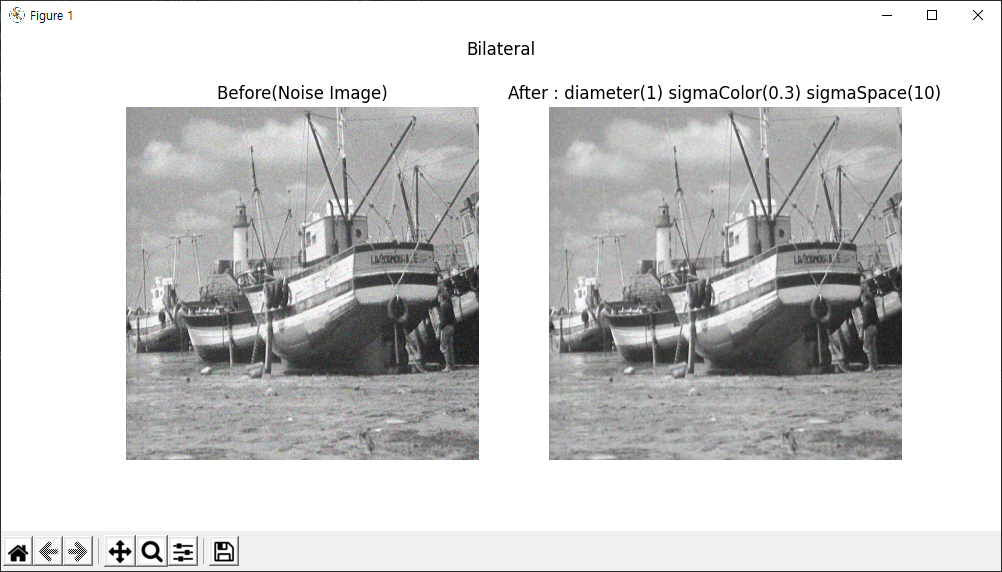 Figure 1
Bilateral
Before(Noise Image)
After : diameter(1) sigmaColor(0.3) sigmaSpace(10)